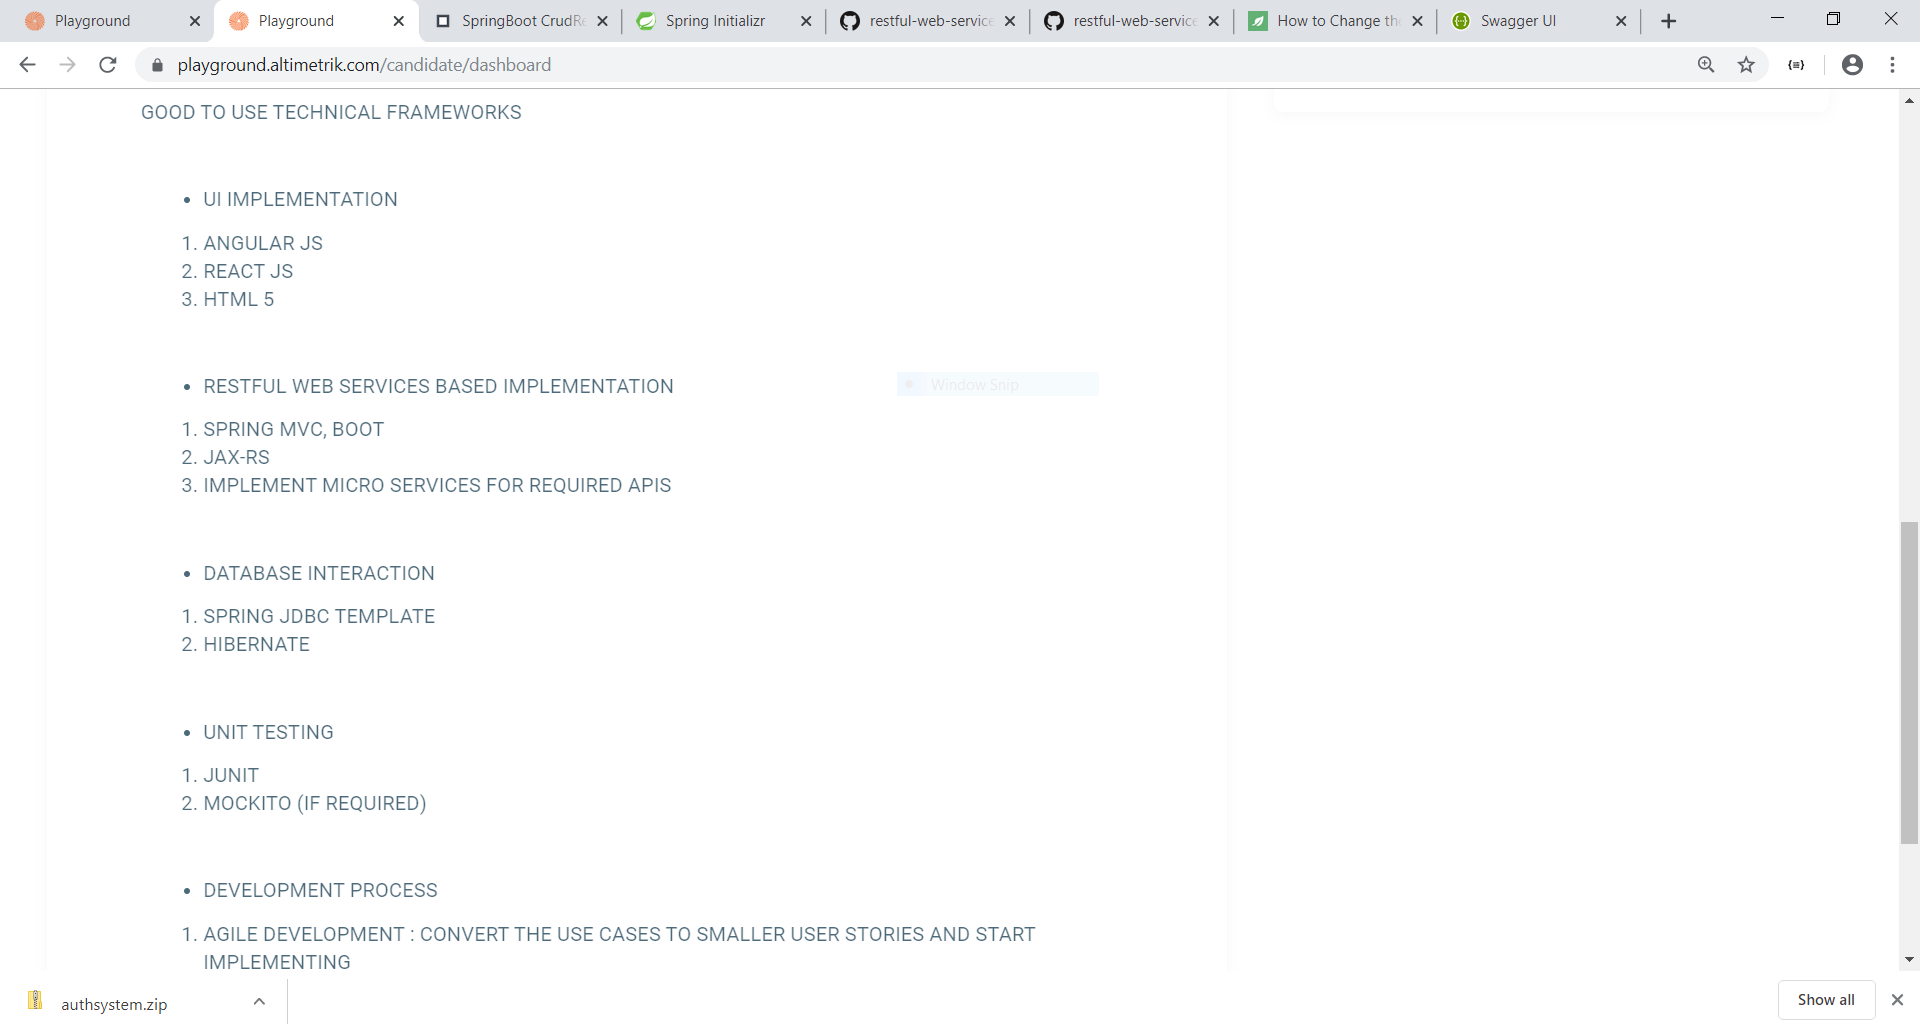 Playground
Playground
SpringBoot CrudRe
Spring Initializr
restful-web-service
restful-web-service
How to Change the
Swagger UI
playground.altimetrik.com/candidate/dashboard
GOOD TO USE TECHNICAL FRAMEWORKS
• UI IMPLEMENTATION
1. ANGULAR JS
2. REACT JS
3. HTML 5
• RESTFUL WEB SERVICES BASED IMPLEMENTATION
Window Snip
1. SPRING MVC, BOOT
2. JAX-RS
3. IMPLEMENT MICRO SERVICES FOR REQUIRED APIS
• DATABASE INTERACTION
1. SPRING JDBC TEMPLATE
2. HIBERNATE
• UNIT TESTING
1. JUNIT
2. MOCKITO (IF REQUIRED)
• DEVELOPMENT PROCESS
1. AGILE DEVELOPMENT : CONVERT THE USE CASES TO SMALLER USER STORIES AND START
IMPLEMENTING
authsystem.zip
Show all